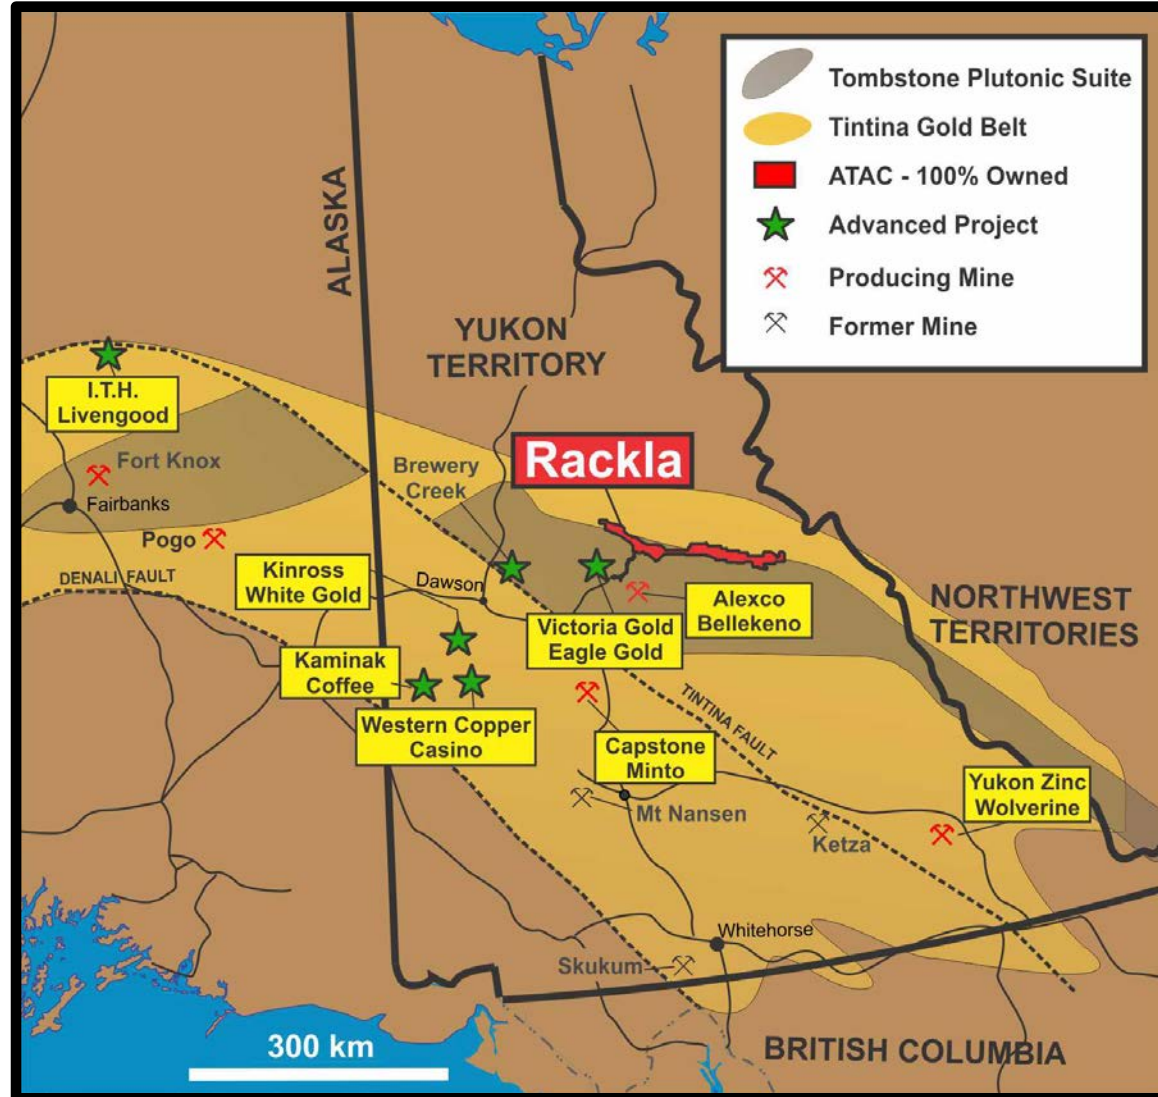 Tombstone Plutonic Suite
Tintina Gold Belt
ATAC - 100% Owned
Advanced Project
Producing Mine
Former Mine
ALASKA
YUKON
TERRITORY
I.T.H.
Livengood
Fort Knox
Fairbanks
Pogo
DENALI FAULT
Brewery
Creek
Rackla
Kinross
White Gold
Dawson
Victoria Gold
Eagle Gold
Alexco
Bellekeno
NORTHWEST
TERRITORIES
Kaminak
Coffee
Western Copper
Casino
TINTINA FAULT
Capstone
Minto
Mt Nansen
Yukon Zinc
Wolverine
Ketza
Whitehorse
Skukum
300 km
BRITISH COLUMBIA